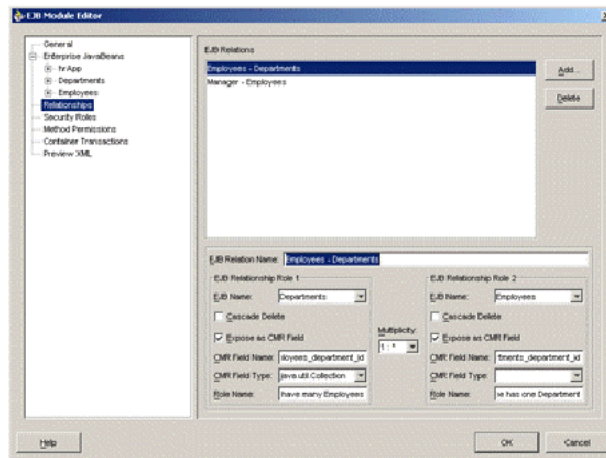 EJB Module Editor
General
Enterprise JavaBeans
hrApp
Departments
Employees
Relationships
Security Roles
Method Permissions
Container Transactions
Preview XML
EJB Relations
Employees - Departments
Manager - Employees
Add...
Delete
EJB Relation Name: Employees - Departments
EJB Relationship Role 1
EJB Name: Departments
Cascade Delete
Expose as CMR Field
CMR Field Name: ployees_department_id
CMR Field Type: java.util.Collection
Role Name: have many Employees
Multiplicity:
EJB Relationship Role 2
EJB Name: Employees
Cascade Delete
Expose as CMR Field
CMR Field Name: tments_department_id
CMR Field Type:
Role Name: has one Department
Help
OK
Cancel